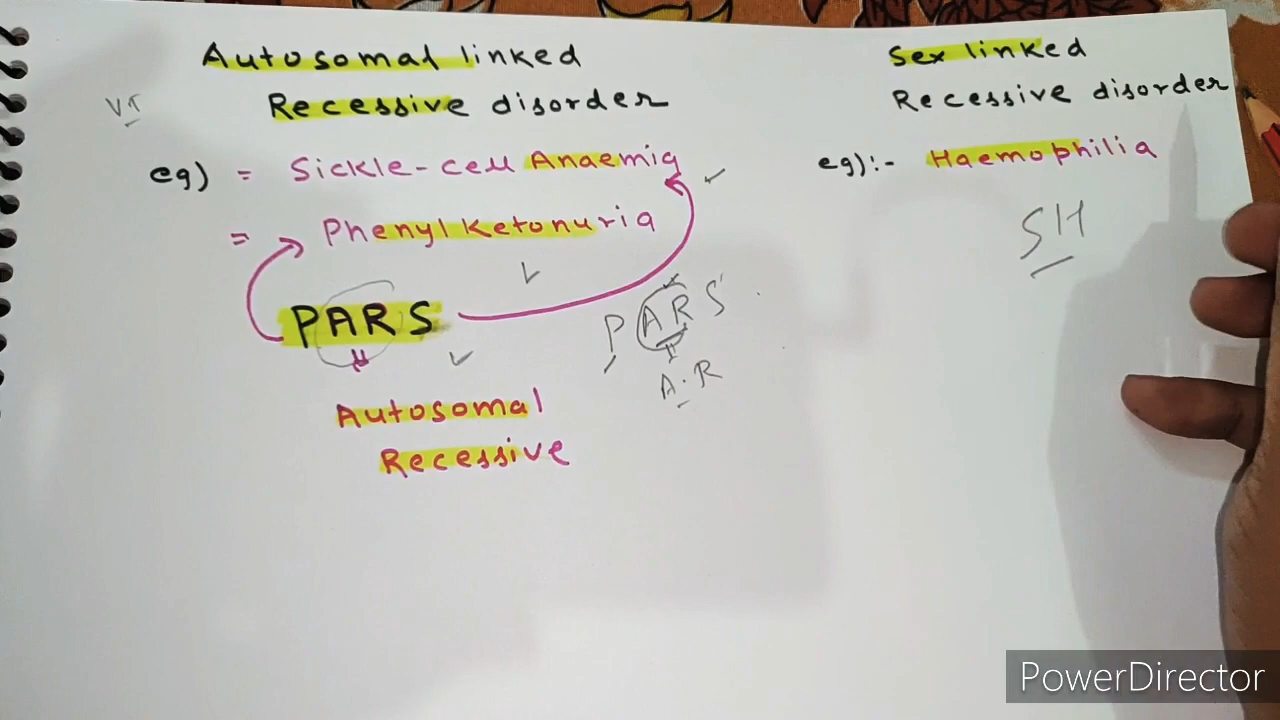 Autosomal linked
Recessive disorder
eg) = Sickle-cell Anaemia
= Phenyl Ketonuria
PARS
Autosomal
Recessive
PARS
A.R
Sex linked
Recessive disorder
eg):- Haemophilia
SH
PowerDirector